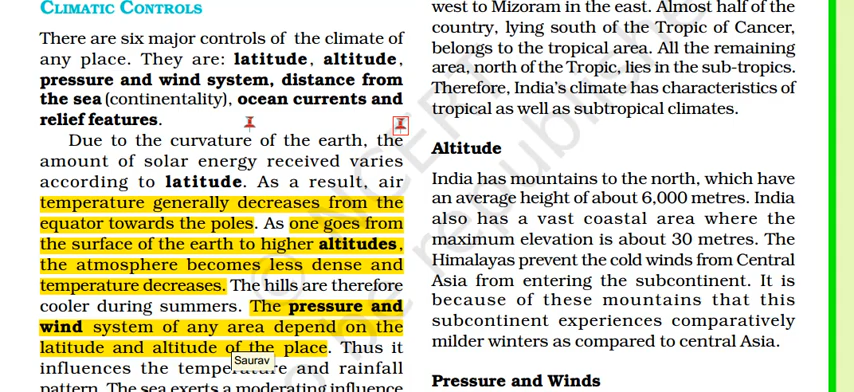 CLIMATIC CONTROLS
There are six major controls of the climate of
any place. They are: latitude, altitude,
pressure and wind system, distance from
the sea (continentality), ocean currents and
relief features.
Due to the curvature of the earth, the
amount of solar energy received varies
according to latitude. As a result, air
temperature generally decreases from the
equator towards the poles. As one goes from
the surface of the earth to higher altitudes,
the atmosphere becomes less dense and
temperature decreases. The hills are therefore
cooler during summers. The pressure and
wind system of any area depend on the
latitude and altitude of the place. Thus it
Saurav
influences the temperature and rainfall
pattern. The sea exerts a moderating influence
west to Mizoram in the east. Almost half of the
country, lying south of the Tropic of Cancer,
belongs to the tropical area. All the remaining
area, north of the Tropic, lies in the sub-tropics.
Therefore, India's climate has characteristics of
tropical as well as subtropical climates.
Altitude
India has mountains to the north, which have
an average height of about 6,000 metres. India
also has a vast coastal area where the
maximum elevation is about 30 metres. The
Himalayas prevent the cold winds from Central
Asia from entering the subcontinent. It is
because of these mountains that this
subcontinent experiences comparatively
milder winters as compared to central Asia.
Pressure and Winds
© NCERT
be republished